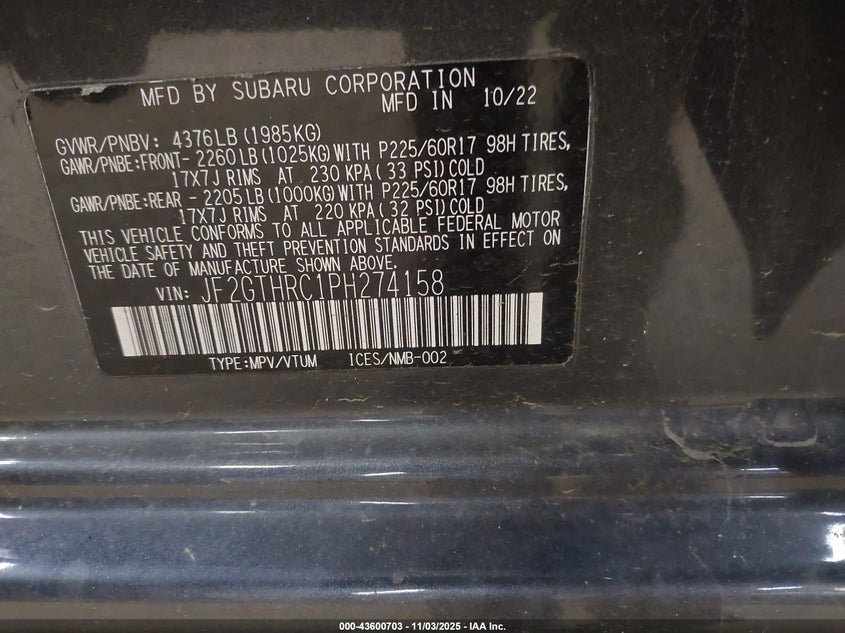 MFD BY SUBARU CORPORATION
MFD IN 10/22
GVWR/PNBV: 4376LB (1985KG)
GAWR/PNBE:FRONT- 2260LB (1025KG) WITH P225/60R17 98H TIRES,
17X7J RIMS AT 230 KPA ( 33 PSI) COLD
GAWR/PNBE:REAR - 2205LB (1000KG) WITH P225/60R17 98H TIRES,
17X7J RIMS AT 220 KPA ( 32 PSI) COLD
THIS VEHICLE CONFORMS TO ALL APPLICABLE FEDERAL MOTOR
VEHICLE SAFETY AND THEFT PREVENTION STANDARDS IN EFFECT ON
THE DATE OF MANUFACTURE SHOWN ABOVE.
VIN: JF2GTHRC1PH274158
TYPE:MPV/VTUM ICES/NMB-002
000-43600703 - 11/03/2025 - IAA Inc.